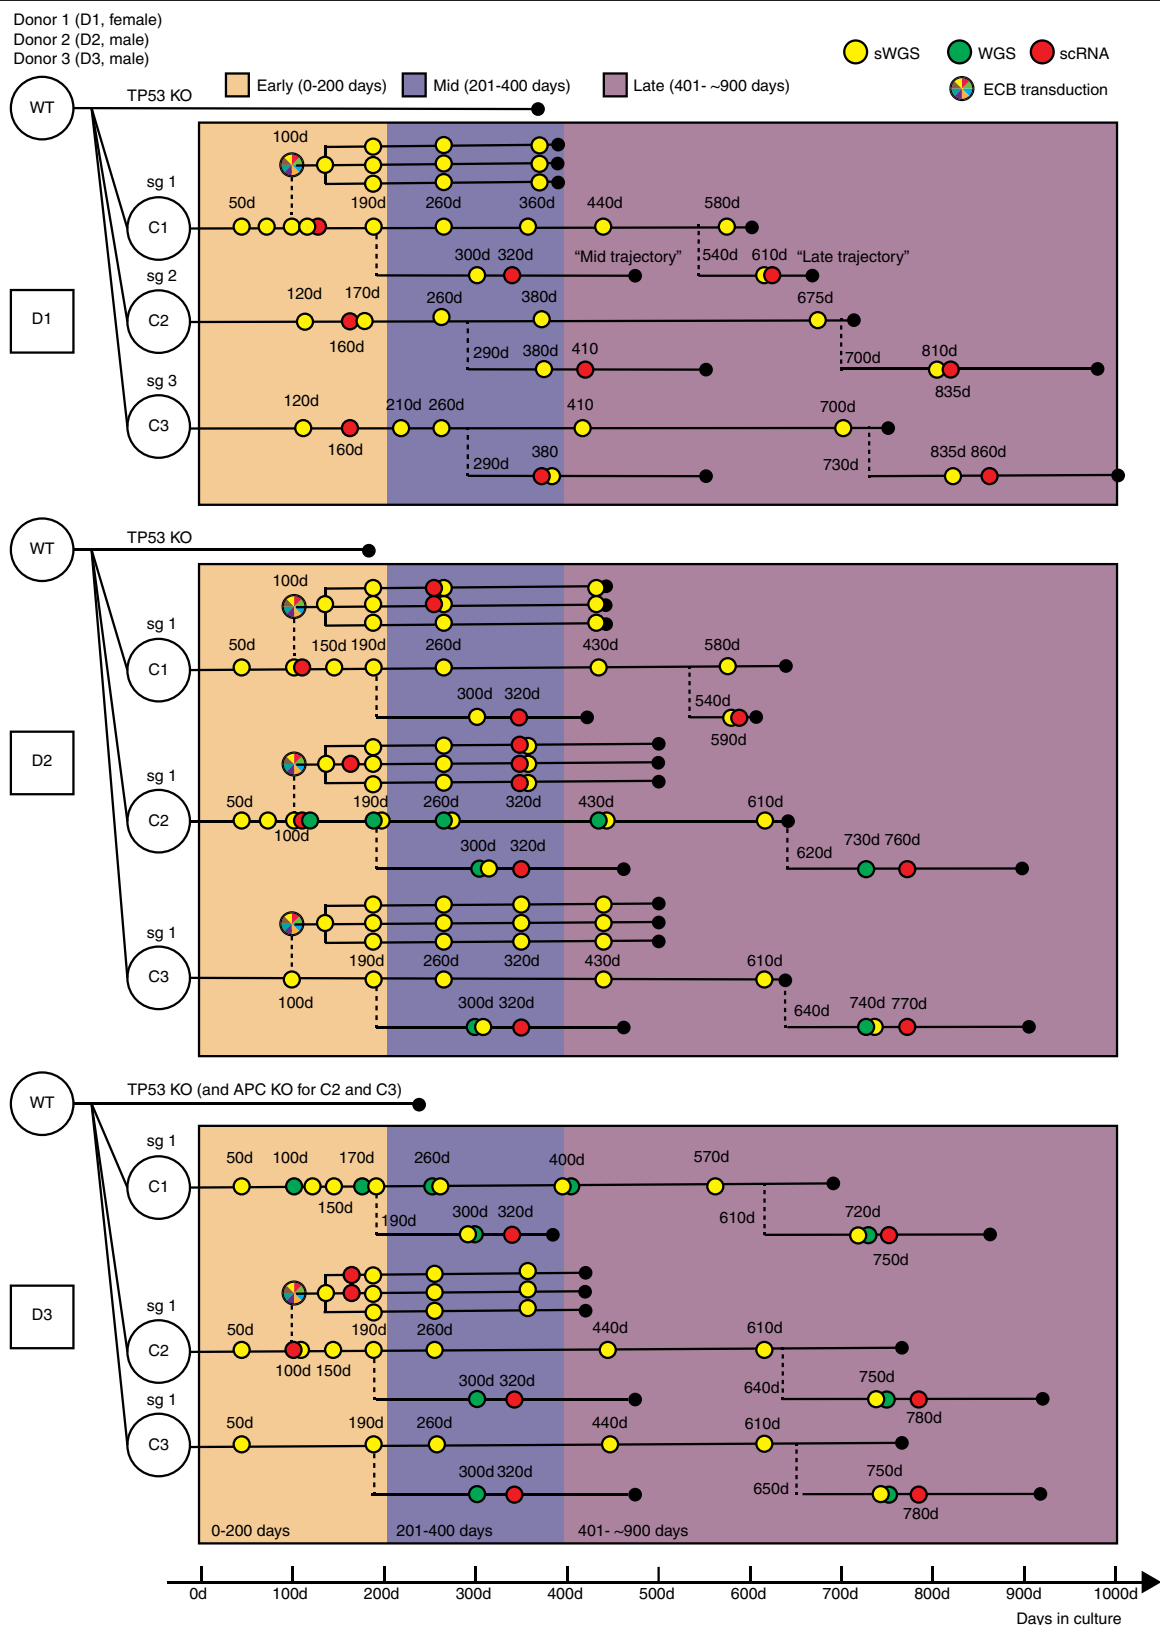 Donor 1 (D1, female)
Donor 2 (D2, male)
Donor 3 (D3, male)
sWGS WGS scRNA
Early (0-200 days) Mid (201-400 days) Late (401- ~900 days) ECB transduction
WT TP53 KO
100d
sg 1
50d 190d 260d 360d 440d 580d
C1
300d 320d "Mid trajectory" 540d 610d "Late trajectory"
sg 2
120d 170d 260d 380d 675d
D1
C2
160d
290d 380d 410 700d 810d
835d
sg 3
120d 210d 260d 410 700d
C3
160d
290d 380 730d 835d 860d
WT TP53 KO
100d
sg 1
50d 150d 190d 260d 430d 580d
C1
300d 320d 540d
590d
D2
sg 1
50d 190d 260d 320d 430d 610d
C2
100d
300d 320d 620d 730d 760d
sg 1
190d 260d 320d 430d 610d
C3
100d
300d 320d 640d 740d 770d
WT TP53 KO (and APC KO for C2 and C3)
sg 1
50d 100d 170d 260d 400d 570d
C1
150d
190d 300d 320d 610d 720d
750d
D3
sg 1
50d 190d 260d 440d 610d
C2
100d 150d
300d 320d 640d 750d
780d
sg 1
50d 190d 260d 440d 610d
C3
300d 320d 650d 750d
780d
0-200 days 201-400 days 401- ~900 days
0d 100d 200d 300d 400d 500d 600d 700d 800d 900d 1000d
Days in culture